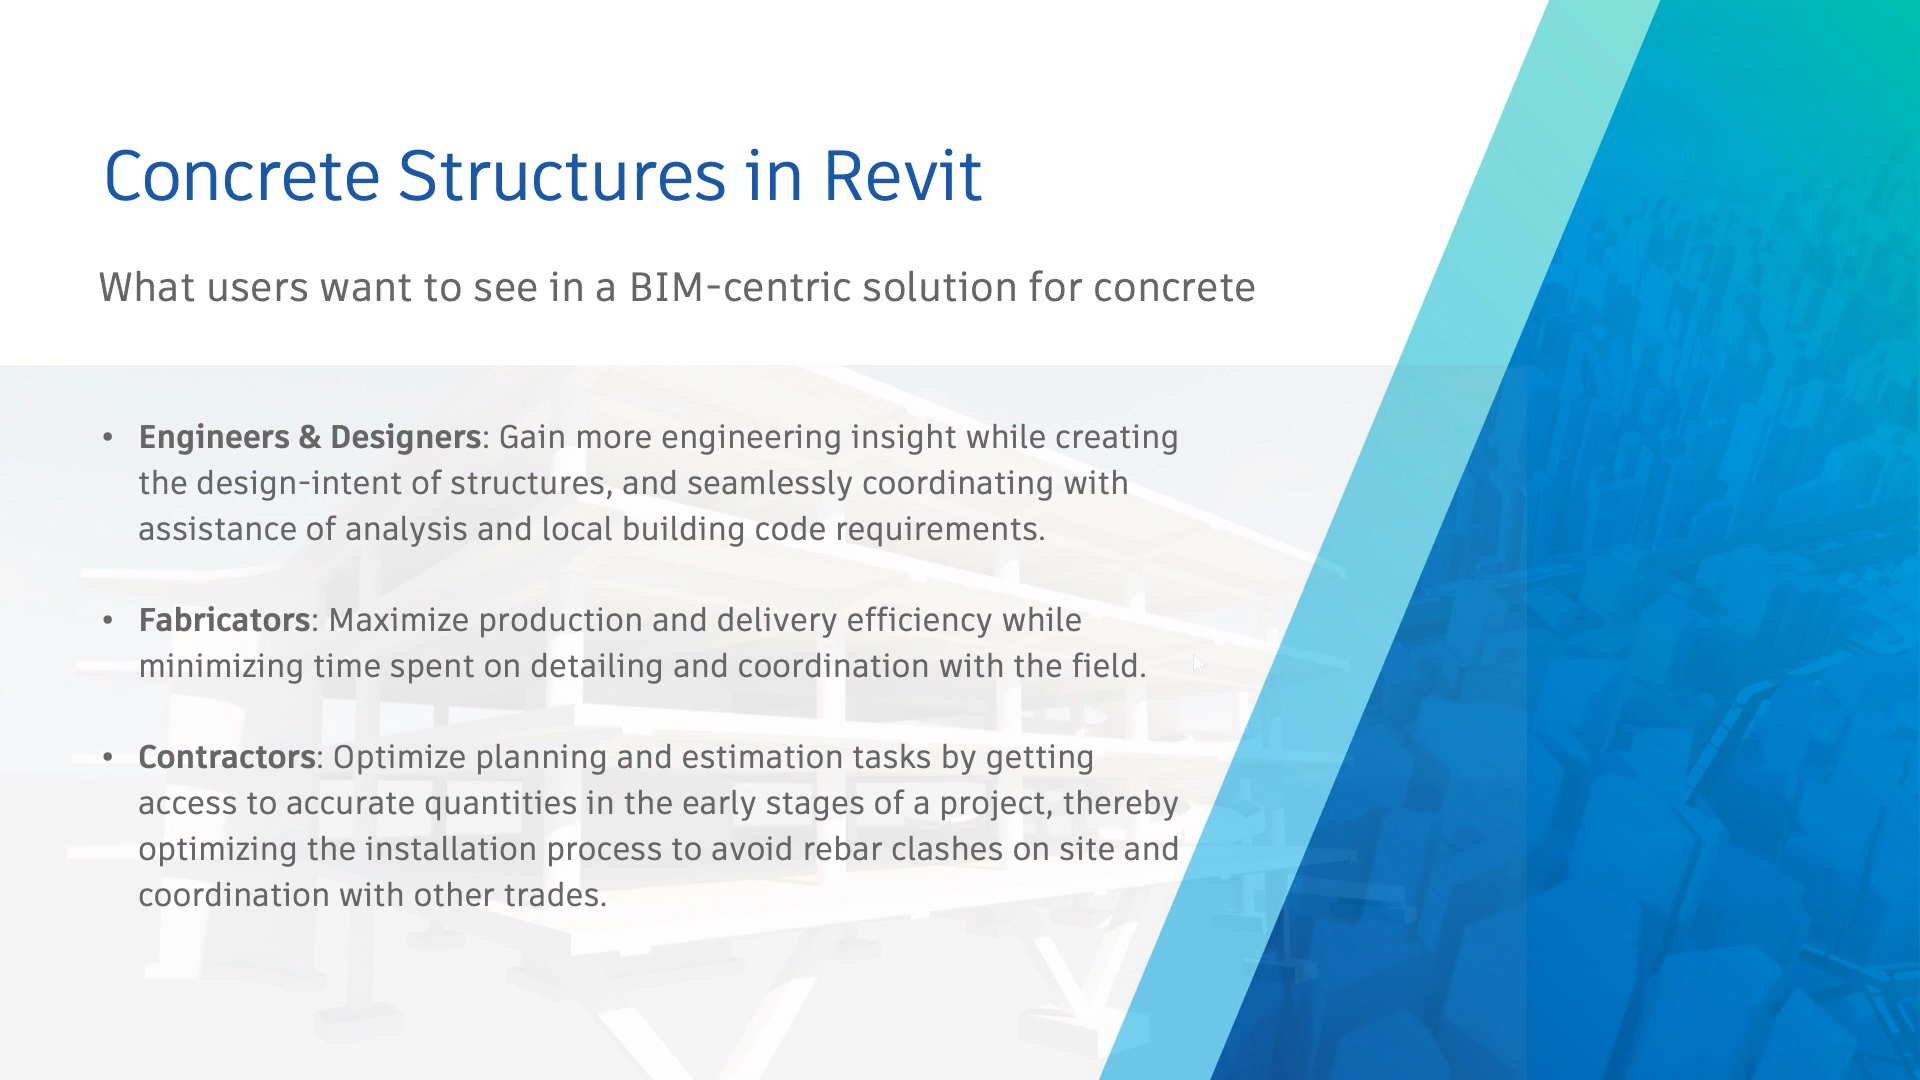 Concrete Structures in Revit
What users want to see in a BIM-centric solution for concrete
• Engineers & Designers: Gain more engineering insight while creating
the design-intent of structures, and seamlessly coordinating with
assistance of analysis and local building code requirements.
• Fabricators: Maximize production and delivery efficiency while
minimizing time spent on detailing and coordination with the field.
• Contractors: Optimize planning and estimation tasks by getting
access to accurate quantities in the early stages of a project, thereby
optimizing the installation process to avoid rebar clashes on site and
coordination with other trades.